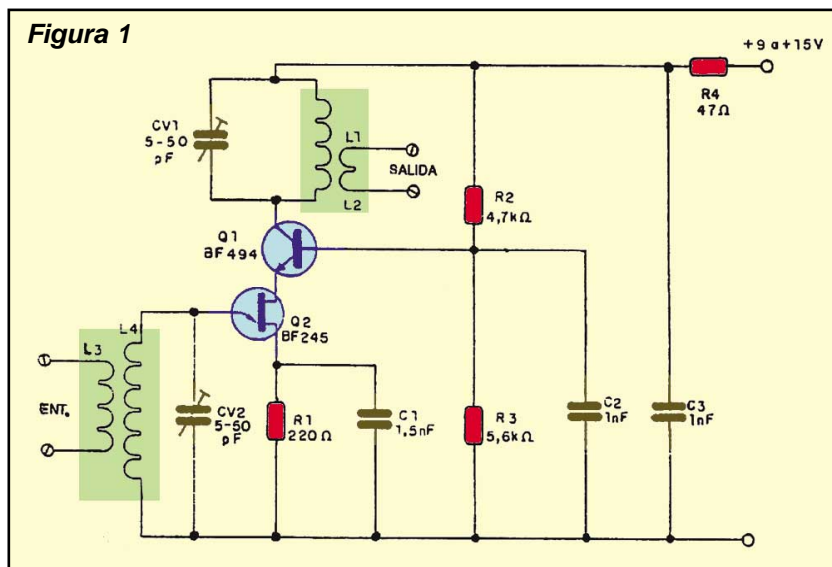 Figura 1
+9 a +15V
R4
47Ω
CV1
5-50
pF
L1
SALIDA
L2
R2
4,7kΩ
Q1
BF494
Q2
BF245
L3
L4
ENT.
CV2
5-50
pF
R1
220Ω
C1
1,5nF
R3
5,6kΩ
C2
1nF
C3
1nF